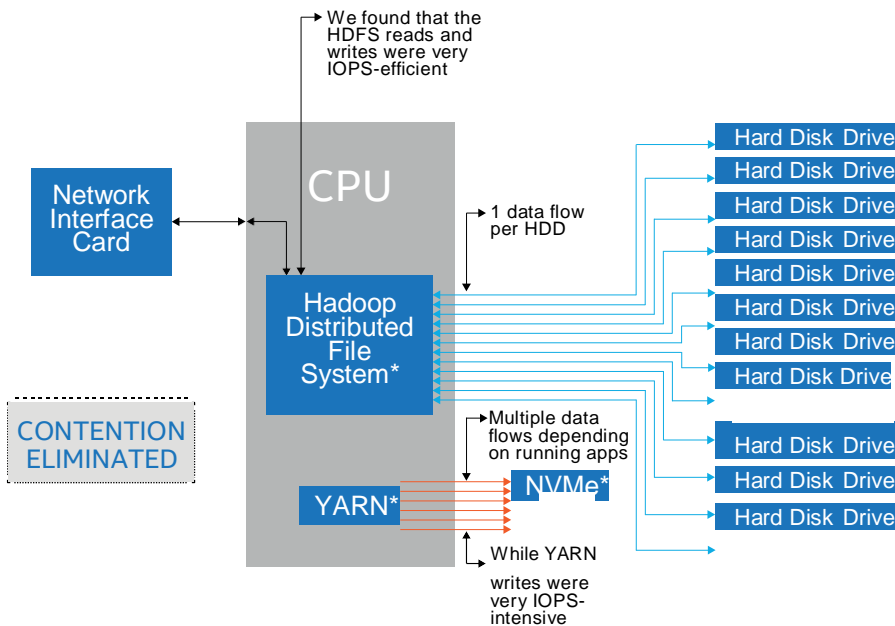 We found that the
HDFS reads and
writes were very
IOPS-efficient
CPU
Network
Interface
Card
1 data flow
per HDD
Hadoop
Distributed
File
System*
CONTENTION
ELIMINATED
Multiple data
flows depending
on running apps
YARN*
NVMe*
While YARN
writes were
very IOPS-
intensive
Hard Disk Drive
Hard Disk Drive
Hard Disk Drive
Hard Disk Drive
Hard Disk Drive
Hard Disk Drive
Hard Disk Drive
Hard Disk Drive
Hard Disk Drive
Hard Disk Drive
Hard Disk Drive